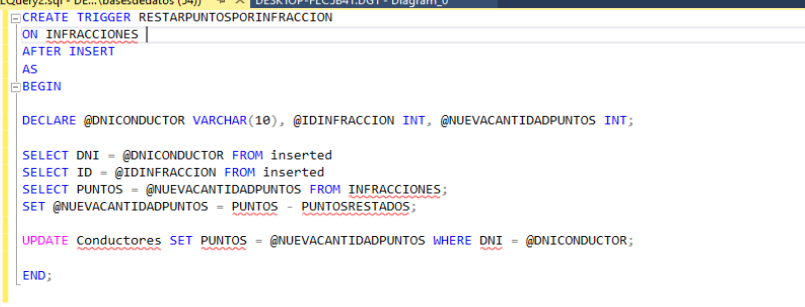 LQuery2.sql - DE...\basesdedatos (54))* DESKTOP-FLC5B41.DGT - Diagram_0*
CREATE TRIGGER RESTARPUNTOSPORINFRACCION
ON INFRACCIONES
AFTER INSERT
AS
BEGIN
DECLARE @DNICONDUCTOR VARCHAR(10), @IDINFRACCION INT, @NUEVACANTIDADPUNTOS INT;
SELECT DNI = @DNICONDUCTOR FROM inserted
SELECT ID = @IDINFRACCION FROM inserted
SELECT PUNTOS = @NUEVACANTIDADPUNTOS FROM INFRACCIONES;
SET @NUEVACANTIDADPUNTOS = PUNTOS - PUNTOSRESTADOS;
UPDATE Conductores SET PUNTOS = @NUEVACANTIDADPUNTOS WHERE DNI = @DNICONDUCTOR;
END;